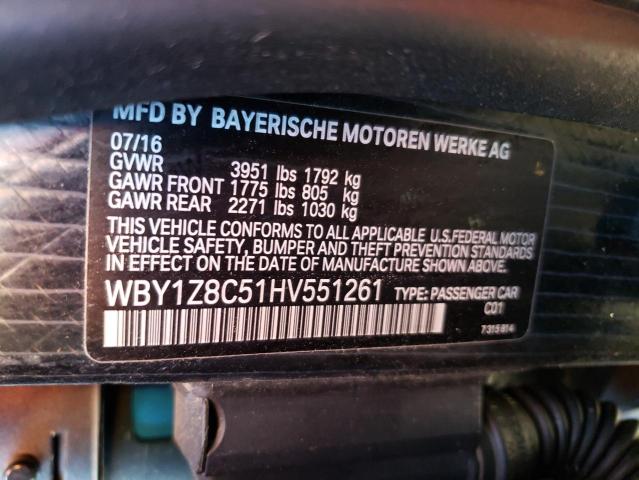 MFD BY BAYERISCHE MOTOREN WERKE AG
07/16
GVWR 3951 lbs 1792 kg
GAWR FRONT 1775 lbs 805 kg
GAWR REAR 2271 lbs 1030 kg
THIS VEHICLE CONFORMS TO ALL APPLICABLE U.S.FEDERAL MOTOR
VEHICLE SAFETY, BUMPER AND THEFT PREVENTION STANDARDS
IN EFFECT ON THE DATE OF MANUFACTURE SHOWN ABOVE.
WBY1Z8C51HV551261 TYPE: PASSENGER CAR
C01
7315814